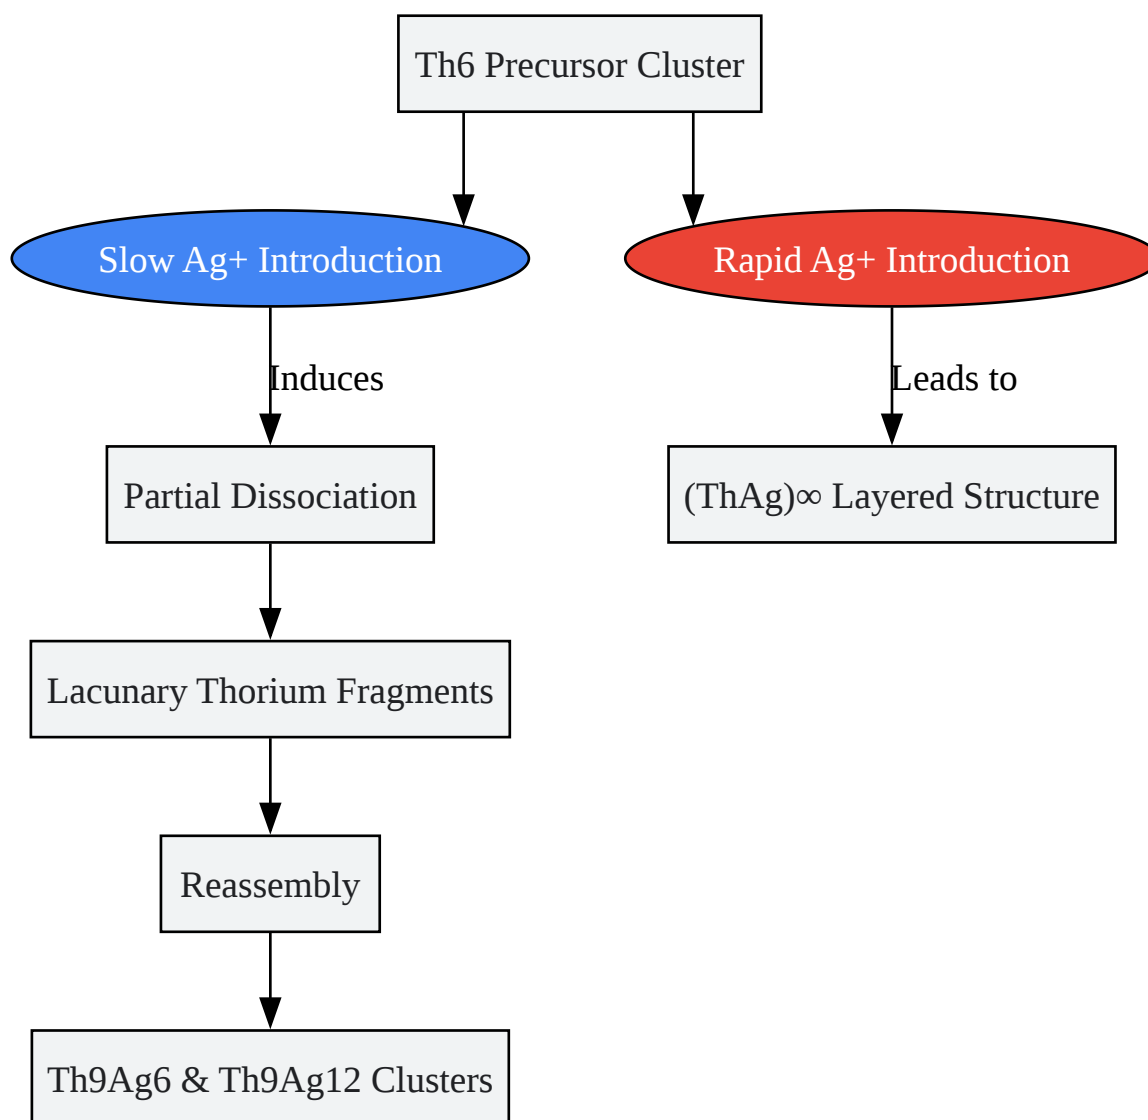 Th6 Precursor Cluster
Slow Ag+ Introduction
Rapid Ag+ Introduction
Induces
Leads to
Partial Dissociation
(ThAg)∞ Layered Structure
Lacunary Thorium Fragments
Reassembly
Th9Ag6 & Th9Ag12 Clusters